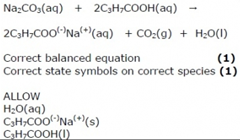 Na₂CO₃(aq) + 2C₃H₇COOH(aq) →
2C₃H₇COO⁽⁻⁾Na⁽⁺⁾(aq) + CO₂(g) + H₂O(l)
Correct balanced equation (1)
Correct state symbols on correct species (1)
ALLOW
H₂O(aq)
C₃H₇COO⁽⁻⁾Na⁽⁺⁾(s)
C₃H₇COOH(l)